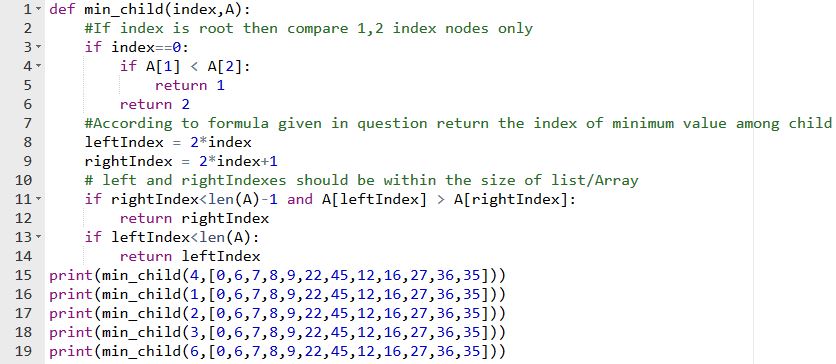 1 def min_child(index,A):
2     #If index is root then compare 1,2 index nodes only
3     if index==0:
4         if A[1] < A[2]:
5             return 1
6         return 2
7     #According to formula given in question return the index of minimum value among child
8     leftIndex = 2*index
9     rightIndex = 2*index+1
10     # left and rightIndexes should be within the size of list/Array
11     if rightIndex<len(A)-1 and A[leftIndex] > A[rightIndex]:
12         return rightIndex
13     if leftIndex<len(A):
14         return leftIndex
15 print(min_child(4,[0,6,7,8,9,22,45,12,16,27,36,35]))
16 print(min_child(1,[0,6,7,8,9,22,45,12,16,27,36,35]))
17 print(min_child(2,[0,6,7,8,9,22,45,12,16,27,36,35]))
18 print(min_child(3,[0,6,7,8,9,22,45,12,16,27,36,35]))
19 print(min_child(6,[0,6,7,8,9,22,45,12,16,27,36,35]))